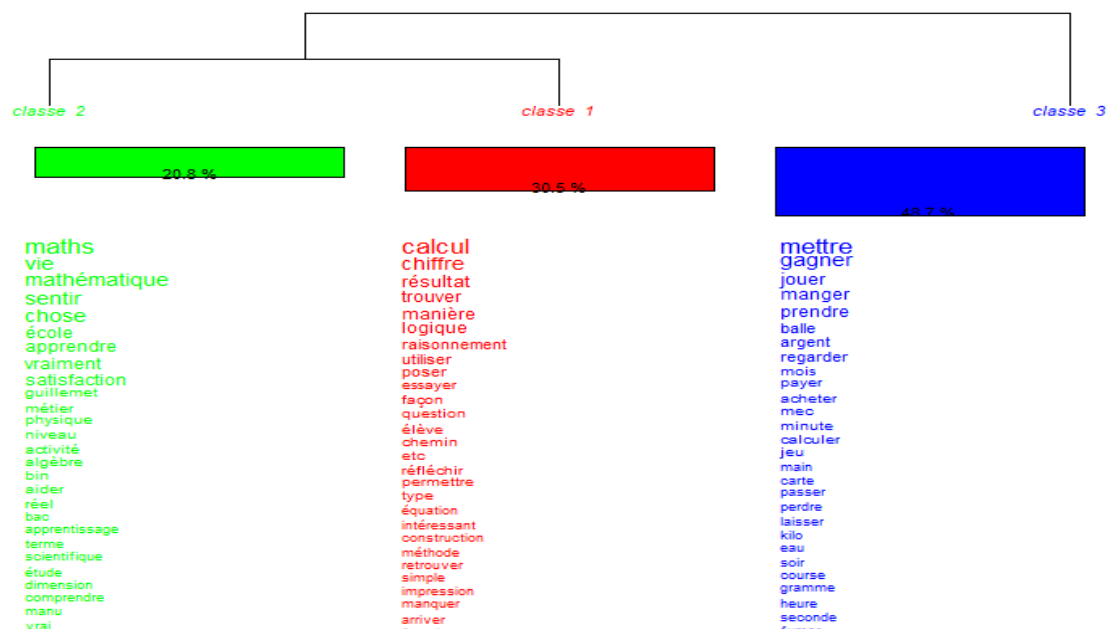 classe 2
classe 1
classe 3
20.8 %
30.5 %
48.7 %
maths
vie
mathématique
sentir
chose
école
apprendre
vraiment
satisfaction
guillemet
métier
physique
niveau
activité
algèbre
bin
aider
réel
bac
apprentissage
terme
scientifique
étude
dimension
comprendre
manu
vrai
calcul
chiffre
résultat
trouver
manière
logique
raisonnement
utiliser
poser
essayer
façon
question
élève
chemin
etc
réfléchir
permettre
type
équation
intéressant
construction
méthode
retrouver
simple
impression
manquer
arriver
mettre
gagner
jouer
manger
prendre
balle
argent
regarder
mois
payer
acheter
mec
minute
calculer
jeu
main
carte
passer
perdre
laisser
kilo
eau
soir
course
gramme
heure
seconde